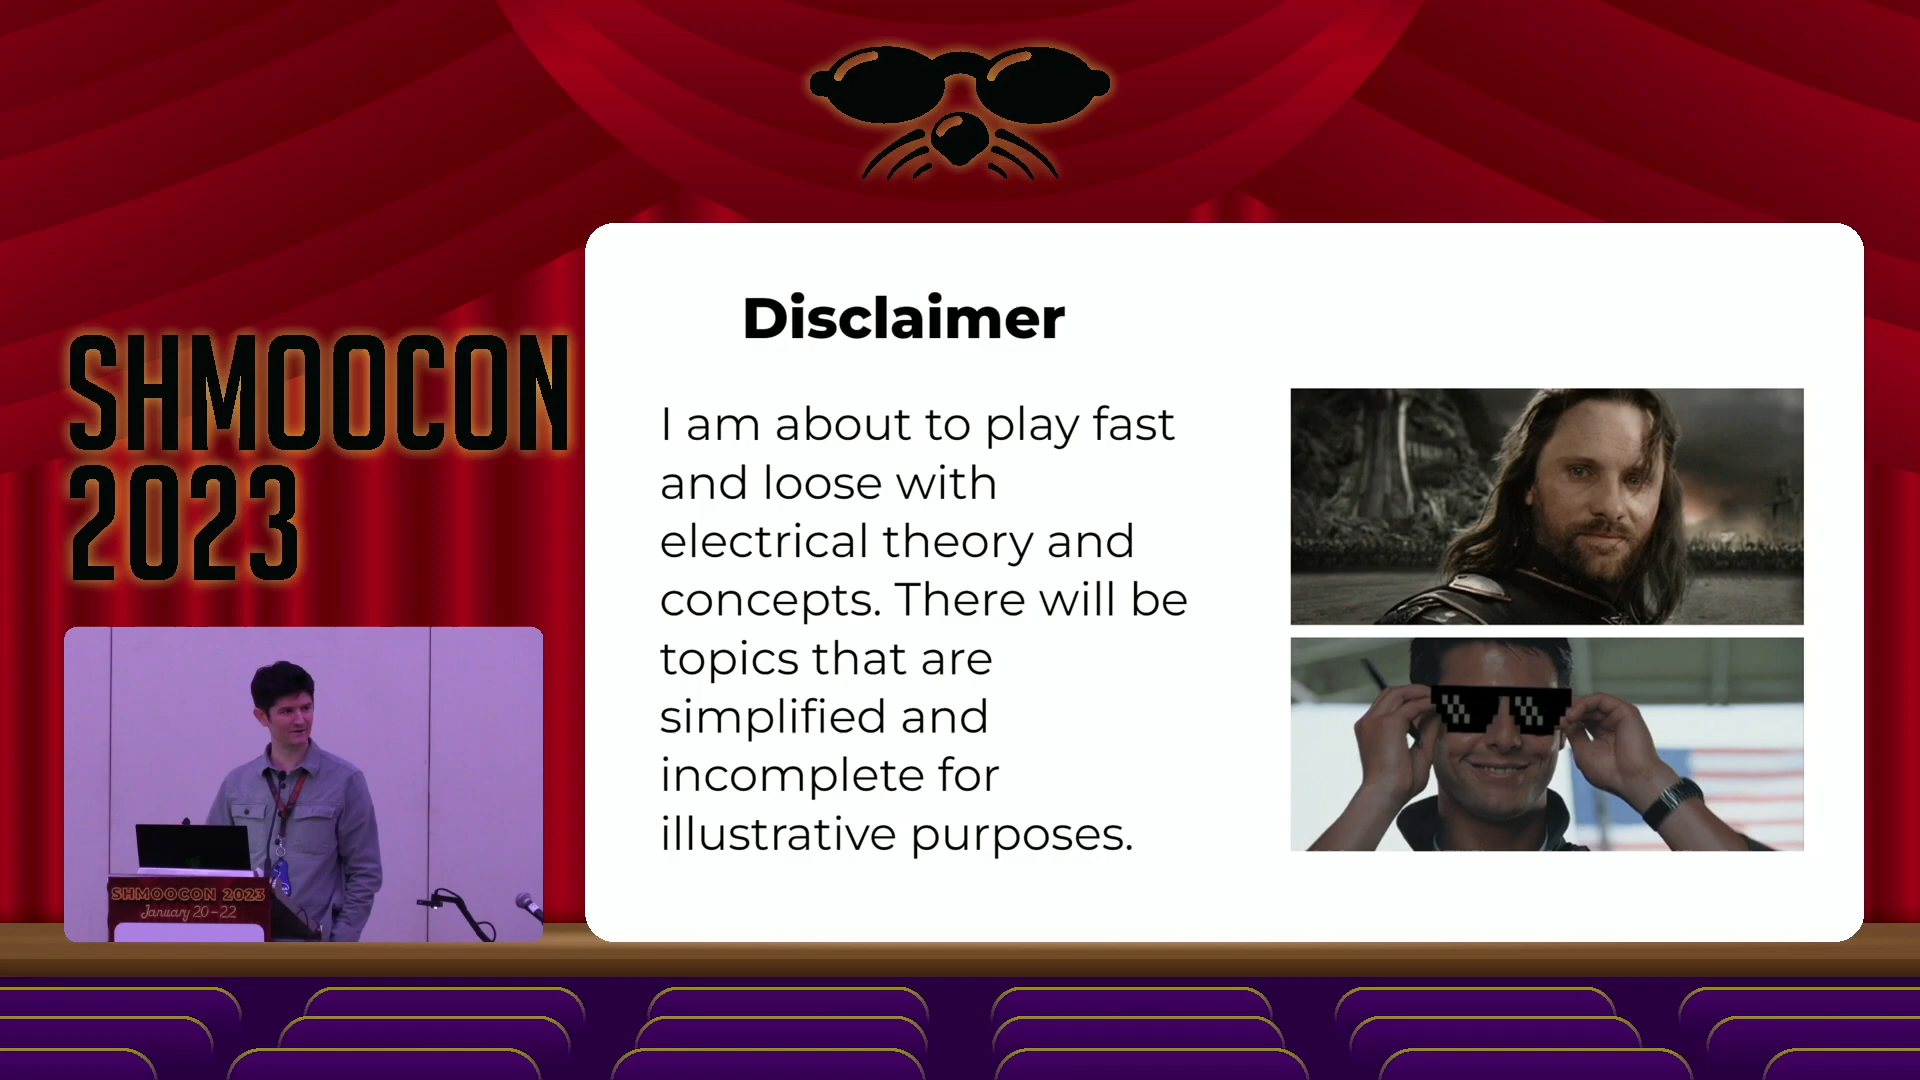 SHMOOCON
2023
Disclaimer
I am about to play fast
and loose with
electrical theory and
concepts. There will be
topics that are
simplified and
incomplete for
illustrative purposes.
SHMOOCON 2023
January 20-22